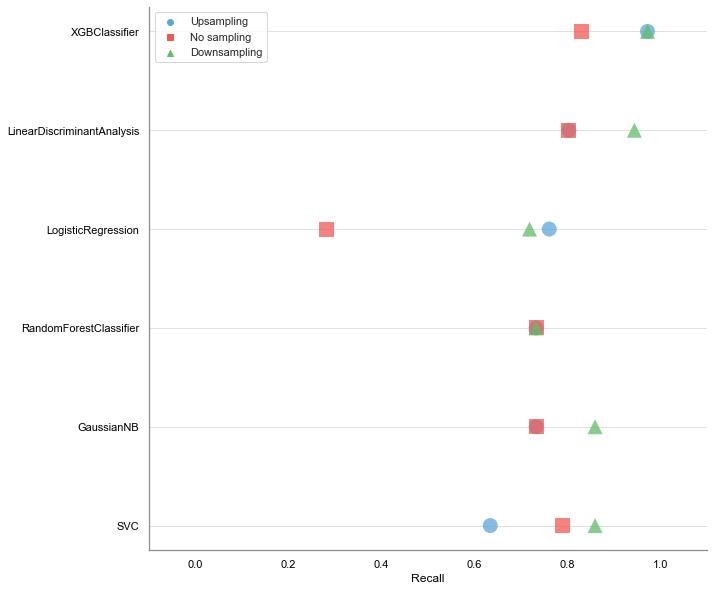 Upsampling
No sampling
Downsampling
XGBClassifier
LinearDiscriminantAnalysis
LogisticRegression
RandomForestClassifier
GaussianNB
SVC
0.0 0.2 0.4 0.6 0.8 1.0
Recall